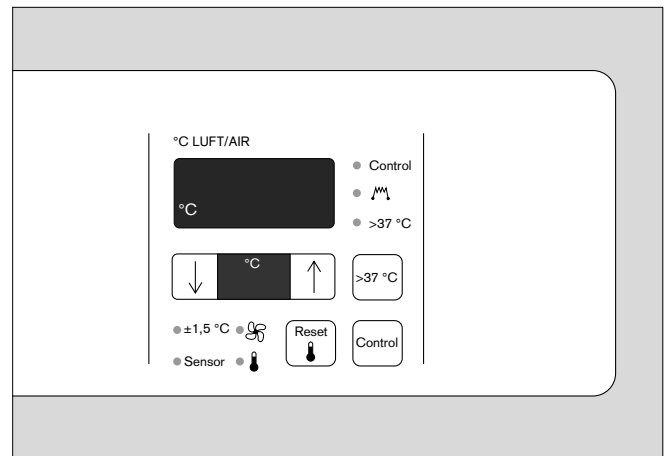 °C LUFT/AIR
Control
°C
>37 °C
°C
>37 °C
±1,5 °C
Reset
Control
Sensor